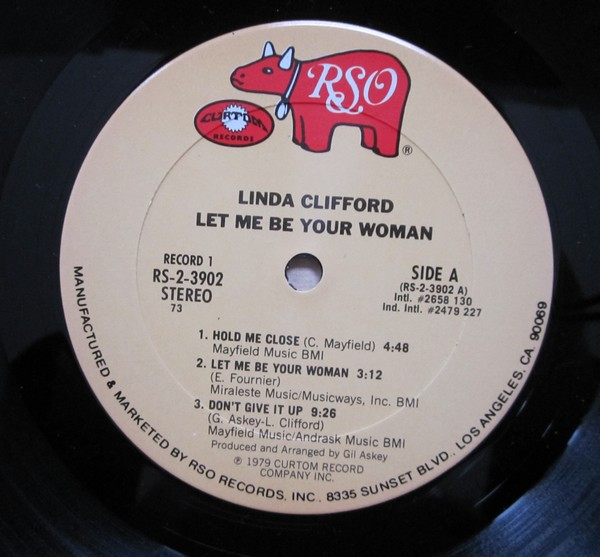 RSO
®
CURTOM
RECORDS
LINDA CLIFFORD
LET ME BE YOUR WOMAN
RECORD 1
RS-2-3902
STEREO
73
SIDE A
(RS-2-3902 A)
Intl. #2658 130
Ind. Intl. #2479 227
1. HOLD ME CLOSE (C. Mayfield) 4:48
Mayfield Music BMI
2. LET ME BE YOUR WOMAN 3:12
(E. Fournier)
Miraleste Music/Musicways, Inc. BMI
3. DON'T GIVE IT UP 9:26
(G. Askey-L. Clifford)
Mayfield Music/Andrask Music BMI
Produced and Arranged by Gil Askey
℗ 1979 CURTOM RECORD
COMPANY INC.
MANUFACTURED & MARKETED BY RSO RECORDS, INC., 8335 SUNSET BLVD., LOS ANGELES, CA. 90069